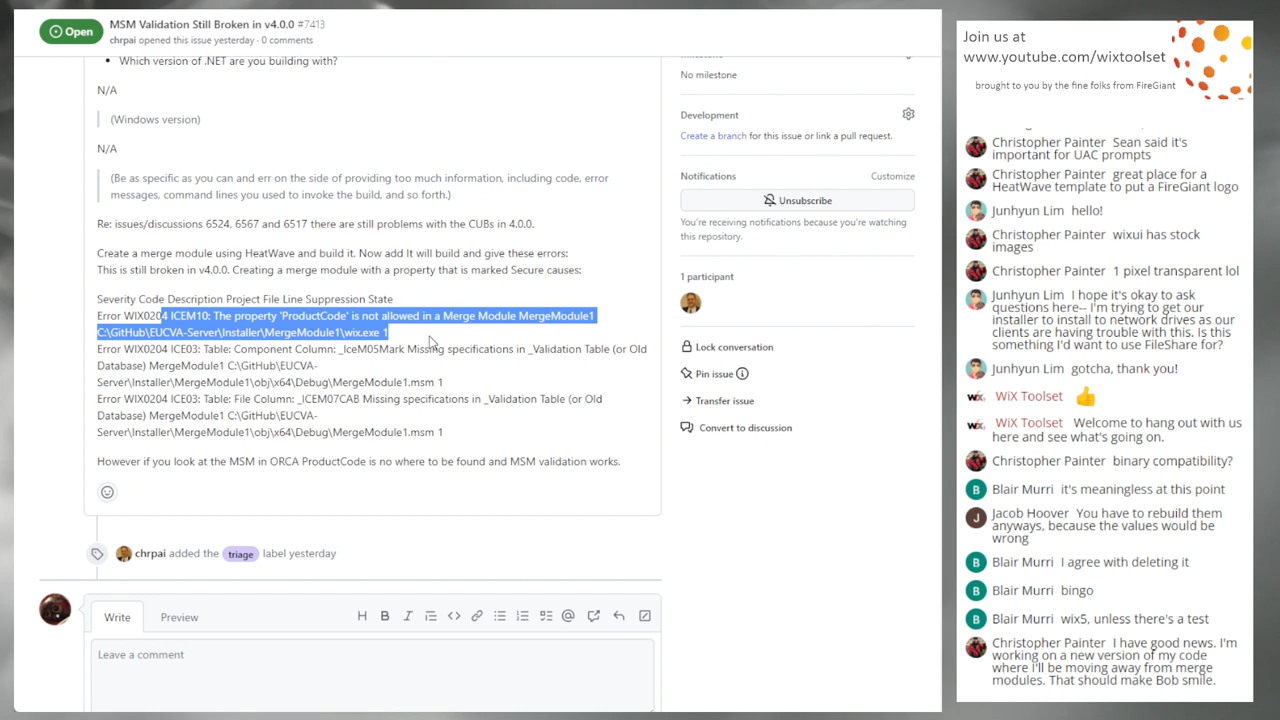 Open
MSM Validation Still Broken in v4.0.0 #7413
chrpai opened this issue yesterday · 0 comments
• Which version of .NET are you building with?
N/A
(Windows version)
N/A
(Be as specific as you can and err on the side of providing too much information, including code, error
messages, command lines you used to invoke the build, and so forth.)
Re: issues/discussions 6524, 6567 and 6517 there are still problems with the CUBs in 4.0.0.
Create a merge module using HeatWave and build it. Now add It will build and give these errors:
This is still broken in v4.0.0. Creating a merge module with a property that is marked Secure causes:
Severity Code Description Project File Line Suppression State
Error WIX0204 ICEM10: The property 'ProductCode' is not allowed in a Merge Module MergeModule1
C:\GitHub\EUCVA-Server\Installer\MergeModule1\wix.exe 1
Error WIX0204 ICE03: Table: Component Column: _IceM05Mark Missing specifications in _Validation Table (or Old
Database) MergeModule1 C:\GitHub\EUCVA-
Server\Installer\MergeModule1\obj\x64\Debug\MergeModule1.msm 1
Error WIX0204 ICE03: Table: File Column: _ICEM07CAB Missing specifications in _Validation Table (or Old
Database) MergeModule1 C:\GitHub\EUCVA-
Server\Installer\MergeModule1\obj\x64\Debug\MergeModule1.msm 1
However if you look at the MSM in ORCA ProductCode is no where to be found and MSM validation works.
chrpai added the triage label yesterday
Write
Preview
Leave a comment
No milestone
Development
Create a branch for this issue or link a pull request.
Notifications
Customize
Unsubscribe
You're receiving notifications because you're watching
this repository.
1 participant
Lock conversation
Pin issue
Transfer issue
Convert to discussion
Join us at
www.youtube.com/wixtoolset
brought to you by the fine folks from FireGiant
Christopher Painter Sean said it's
important for UAC prompts
Christopher Painter great place for a
HeatWave template to put a FireGiant logo
Junhyun Lim hello!
Christopher Painter wixui has stock
images
Christopher Painter 1 pixel transparent lol
Junhyun Lim I hope it's okay to ask
questions here-- I'm trying to get our
installer to install to network drives as our
clients are having trouble with this. Is this
something I'd want to use FileShare for?
Junhyun Lim gotcha, thank you!
WiX Toolset 👍
WiX Toolset Welcome to hang out with us
here and see what's going on.
Christopher Painter binary compatibility?
B Blair Murri it's meaningless at this point
J Jacob Hoover You have to rebuild them
anyways, because the values would be
wrong
B Blair Murri I agree with deleting it
B Blair Murri bingo
B Blair Murri wix5, unless there's a test
Christopher Painter I have good news. I'm
working on a new version of my code
where I'll be moving away from merge
modules. That should make Bob smile.